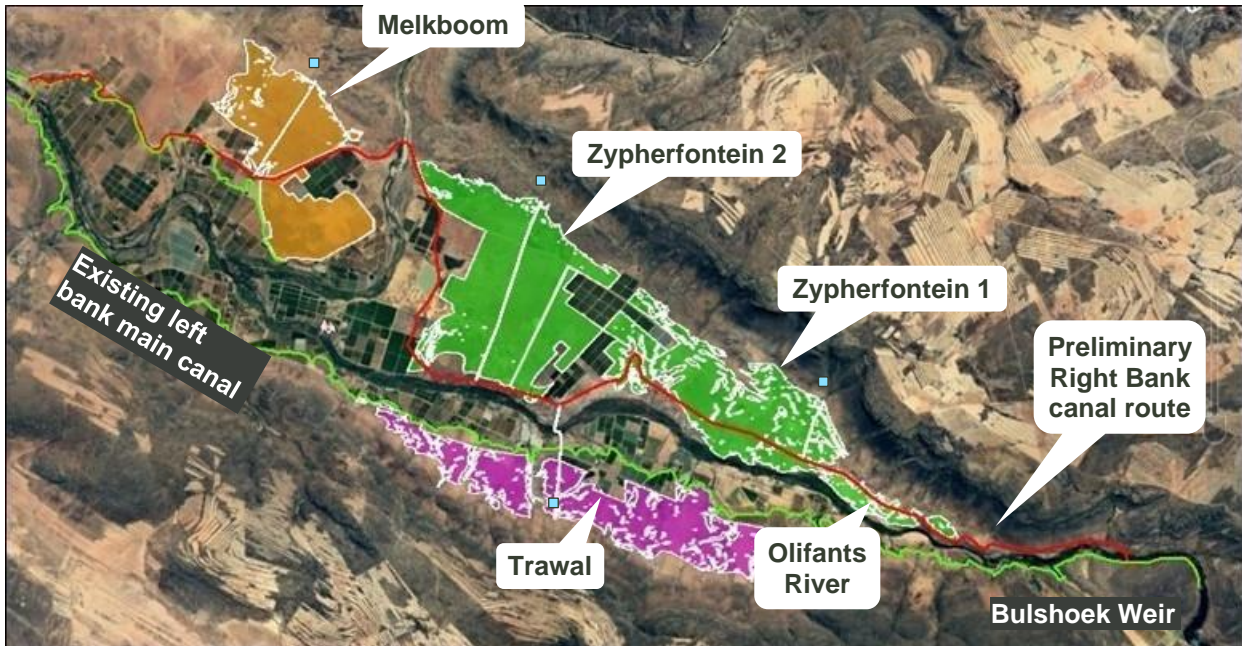 Melkboom
Zypherfontein 2
Zypherfontein 1
Existing left
bank main canal
Preliminary
Right Bank
canal route
Trawal
Olifants
River
Bulshoek Weir